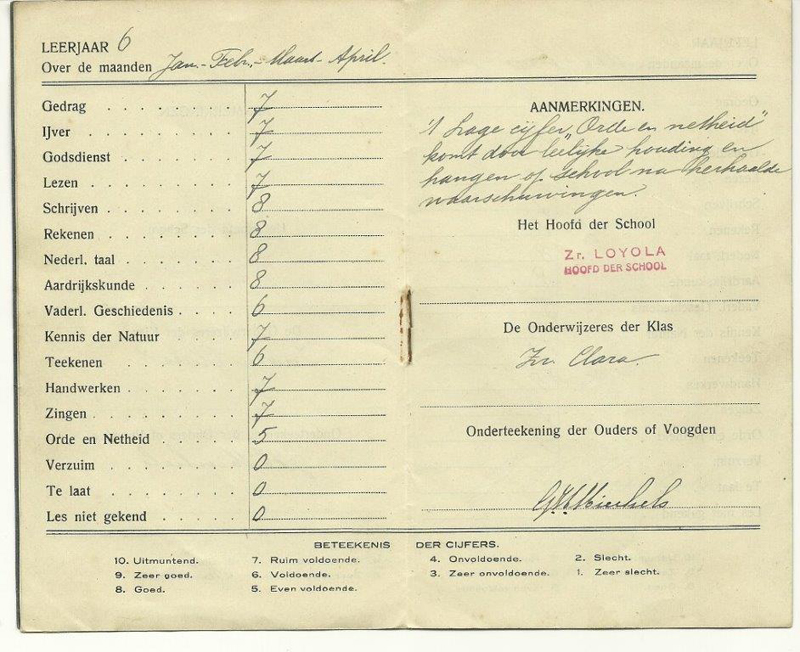 LEERJAAR 6
Over de maanden Jan.- Febr.- Maart- April.
Gedrag . . . . . . . 7
IJver . . . . . . . 7
Godsdienst . . . . . . 7
Lezen . . . . . . . 7
Schrijven . . . . . . 8
Rekenen . . . . . . 8
Nederl. taal . . . . . 8
Aardrijkskunde . . . . 8
Vaderl. Geschiedenis . . . 6
Kennis der Natuur . . . 7
Teekenen . . . . . . 6
Handwerken . . . . . 7
Zingen . . . . . . . 7
Orde en Netheid . . . . 5
Verzuim . . . . . . 0
Te laat . . . . . . 0
Les niet gekend . . . . 0
AANMERKINGEN.
't Lage cijfer „Orde en netheid”
komt door leelijke houding en
hangen op school na herhaalde
waarschuwingen.
Het Hoofd der School
Zr. LOYOLA
HOOFD DER SCHOOL
De Onderwijzeres der Klas
Zr. Clara.
Onderteekening der Ouders of Voogden
BETEEKENIS DER CIJFERS.
10. Uitmuntend. 7. Ruim voldoende. 4. Onvoldoende. 2. Slecht.
9. Zeer goed. 6. Voldoende. 3. Zeer onvoldoende. 1. Zeer slecht.
8. Goed. 5. Even voldoende.